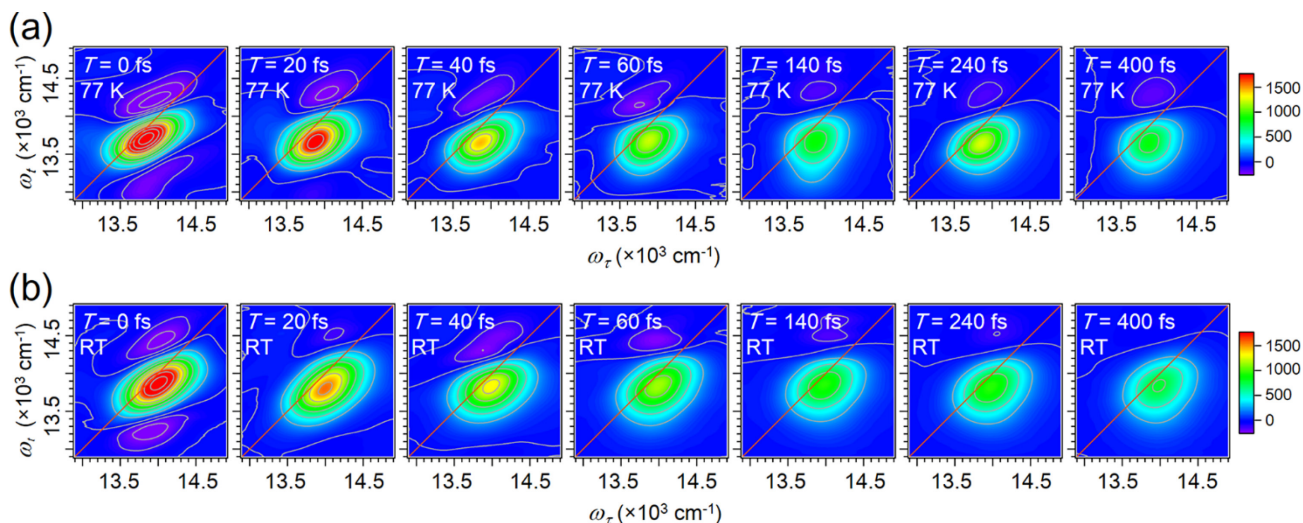 (a)
T = 0 fs
77 K
T = 20 fs
77 K
T = 40 fs
77 K
T = 60 fs
77 K
T = 140 fs
77 K
T = 240 fs
77 K
T = 400 fs
77 K
14.5
13.5
ωt (×10³ cm⁻¹)
1500
1000
500
0
13.5 14.5 13.5 14.5 13.5 14.5 13.5 14.5 13.5 14.5 13.5 14.5 13.5 14.5
ωτ (×10³ cm⁻¹)
(b)
T = 0 fs
RT
T = 20 fs
RT
T = 40 fs
RT
T = 60 fs
RT
T = 140 fs
RT
T = 240 fs
RT
T = 400 fs
RT
14.5
13.5
ωt (×10³ cm⁻¹)
1500
1000
500
0
13.5 14.5 13.5 14.5 13.5 14.5 13.5 14.5 13.5 14.5 13.5 14.5 13.5 14.5
ωτ (×10³ cm⁻¹)